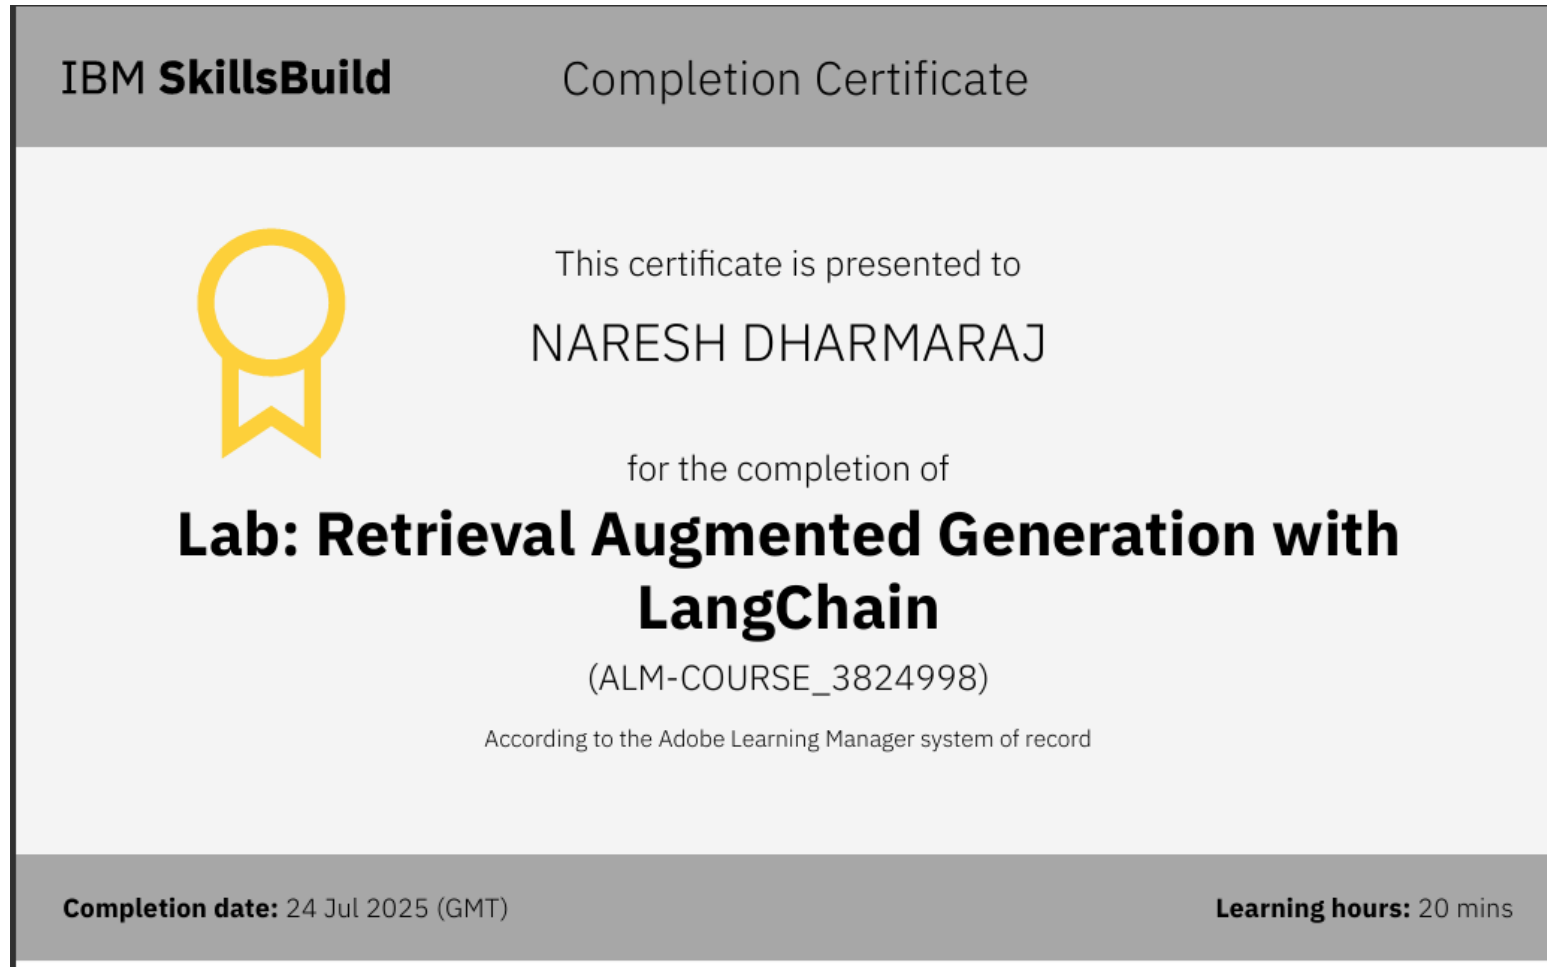 IBM SkillsBuild
Completion Certificate
This certificate is presented to
NARESH DHARMARAJ
for the completion of
Lab: Retrieval Augmented Generation with
LangChain
(ALM-COURSE_3824998)
According to the Adobe Learning Manager system of record
Completion date: 24 Jul 2025 (GMT)
Learning hours: 20 mins